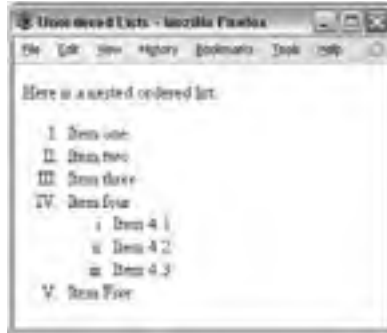 Unordered Lists - Mozilla Firefox
File Edit View History Bookmarks Tools Help
Here is a nested ordered list.
I. Item one
II. Item two
III. Item three
IV. Item four
i. Item 4.1
ii. Item 4.2
iii. Item 4.3
V. Item Five